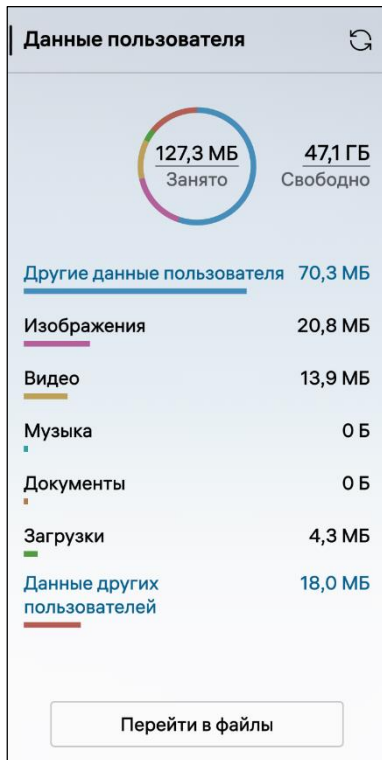 Данные пользователя
127,3 МБ
Занято
47,1 ГБ
Свободно
Другие данные пользователя 70,3 МБ
Изображения 20,8 МБ
Видео 13,9 МБ
Музыка 0 Б
Документы 0 Б
Загрузки 4,3 МБ
Данные других 18,0 МБ
пользователей
Перейти в файлы